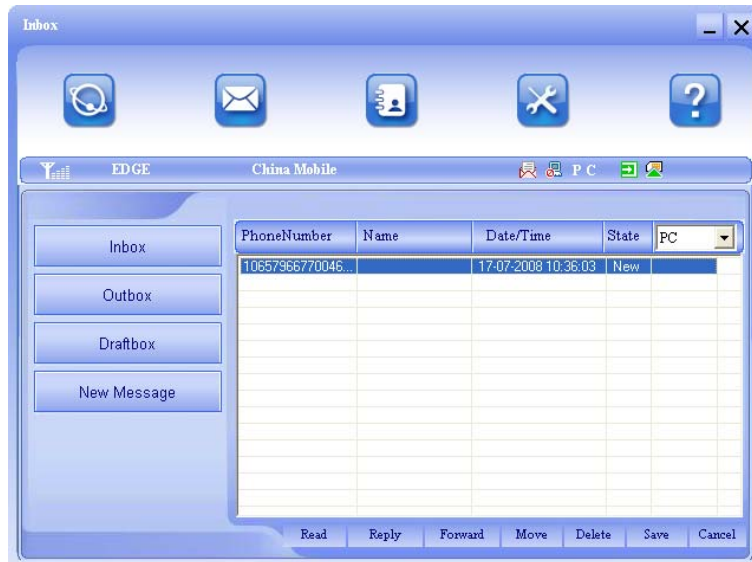 Inbox
EDGE China Mobile P C
PhoneNumber Name Date/Time State PC
10657966770046... 17-07-2008 10:36:03 New
Inbox
Outbox
Draftbox
New Message
Read Reply Forward Move Delete Save Cancel